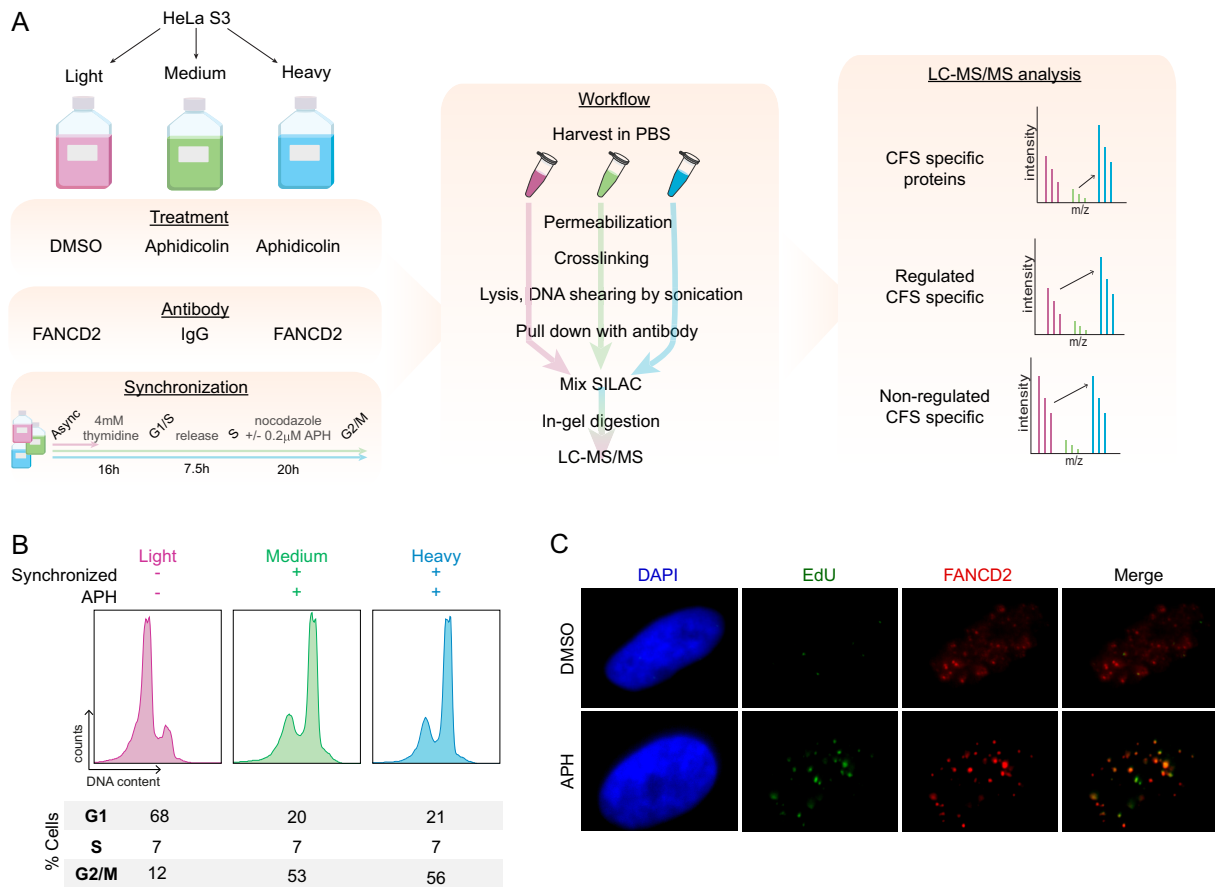 A
HeLa S3
Light Medium Heavy
Treatment
DMSO Aphidicolin Aphidicolin
Antibody
FANCD2 IgG FANCD2
Synchronization
Async 4mM thymidine G1/S release S nocodazole +/- 0.2μM APH G2/M
16h 7.5h 20h
Workflow
Harvest in PBS
Permeabilization
Crosslinking
Lysis, DNA shearing by sonication
Pull down with antibody
Mix SILAC
In-gel digestion
LC-MS/MS
LC-MS/MS analysis
CFS specific
proteins
intensity
m/z
Regulated
CFS specific
intensity
m/z
Non-regulated
CFS specific
intensity
m/z
B
Light Medium Heavy
Synchronized - + +
APH - + +
counts
DNA content
% Cells
G1 68 20 21
S 7 7 7
G2/M 12 53 56
C
DAPI EdU FANCD2 Merge
DMSO
APH